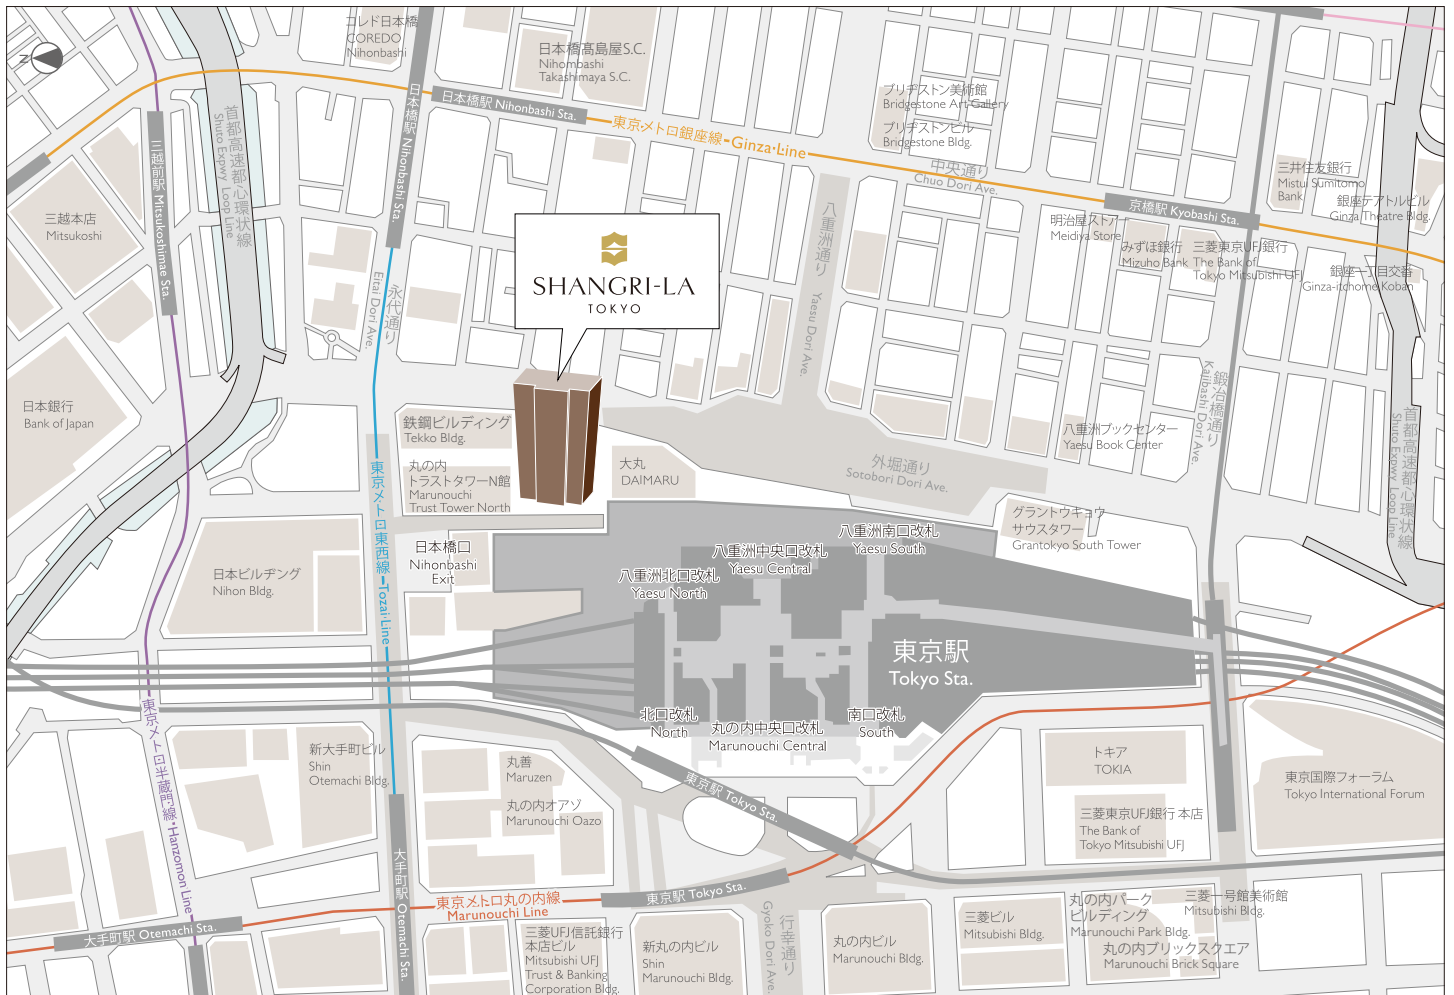 コレド日本橋
COREDO
Nihonbashi
日本橋髙島屋S.C.
Nihombashi
Takashimaya S.C.
N
首都高速都心環状線
Shuto Expwy Loop Line
日本橋駅 Nihonbashi Sta.
日本橋駅 Nihonbashi Sta.
東京メトロ銀座線 Ginza Line
ブリヂストン美術館
Bridgestone Art Gallery
ブリヂストンビル
Bridgestone Bldg.
中央通り
Chuo Dori Ave.
三井住友銀行
Mistui Sumitomo
Bank
銀座テアトルビル
Ginza Theatre Bldg.
京橋駅 Kyobashi Sta.
明治屋ストアー
Meidiya Store
みずほ銀行
Mizuho Bank
三菱東京UFJ銀行
The Bank of
Tokyo Mitsubishi UFJ
銀座一丁目交番
Ginza-itchome Koban
三越前駅 Mitsukoshimae Sta.
三越本店
Mitsukoshi
永代通り
Eitai Dori Ave.
SHANGRI-LA
TOKYO
八重洲通り
Yaesu Dori Ave.
鍛冶橋通り
Kajibashi Dori Ave.
首都高速都心環状線
Shuto Expwy Loop Line
日本銀行
Bank of Japan
鉄鋼ビルディング
Tekko Bldg.
丸の内
トラストタワーN館
Marunouchi
Trust Tower North
大丸
DAIMARU
外堀通り
Sotobori Dori Ave.
八重洲ブックセンター
Yaesu Book Center
グラントウキョウ
サウスタワー
Grantokyo South Tower
東京メトロ東西線 Tozai Line
日本橋口
Nihonbashi
Exit
日本ビルヂング
Nihon Bldg.
八重洲北口改札
Yaesu North
八重洲中央口改札
Yaesu Central
八重洲南口改札
Yaesu South
東京駅
Tokyo Sta.
北口改札
North
丸の内中央口改札
Marunouchi Central
南口改札
South
東京メトロ半蔵門線・Hanzomon Line
新大手町ビル
Shin
Otemachi Bldg.
丸善
Maruzen
丸の内オアゾ
Marunouchi Oazo
東京駅 Tokyo Sta.
トキア
TOKIA
三菱東京UFJ銀行 本店
The Bank of
Tokyo Mitsubishi UFJ
東京国際フォーラム
Tokyo International Forum
大手町駅 Otemachi Sta.
大手町駅 Otemachi Sta.
東京メトロ丸の内線
Marunouchi Line
東京駅 Tokyo Sta.
三菱UFJ信託銀行
本店ビル
Mitsubishi UFJ
Trust & Banking
Corporation Bldg.
新丸の内ビル
Shin
Marunouchi Bldg.
行幸通り
Gyoko Dori Ave.
丸の内ビル
Marunouchi Bldg.
三菱ビル
Mitsubishi Bldg.
丸の内パーク
ビルディング
Marunouchi Park Bldg.
三菱一号館美術館
Mitsubishi Bldg.
丸の内ブリックスクエア
Marunouchi Brick Square